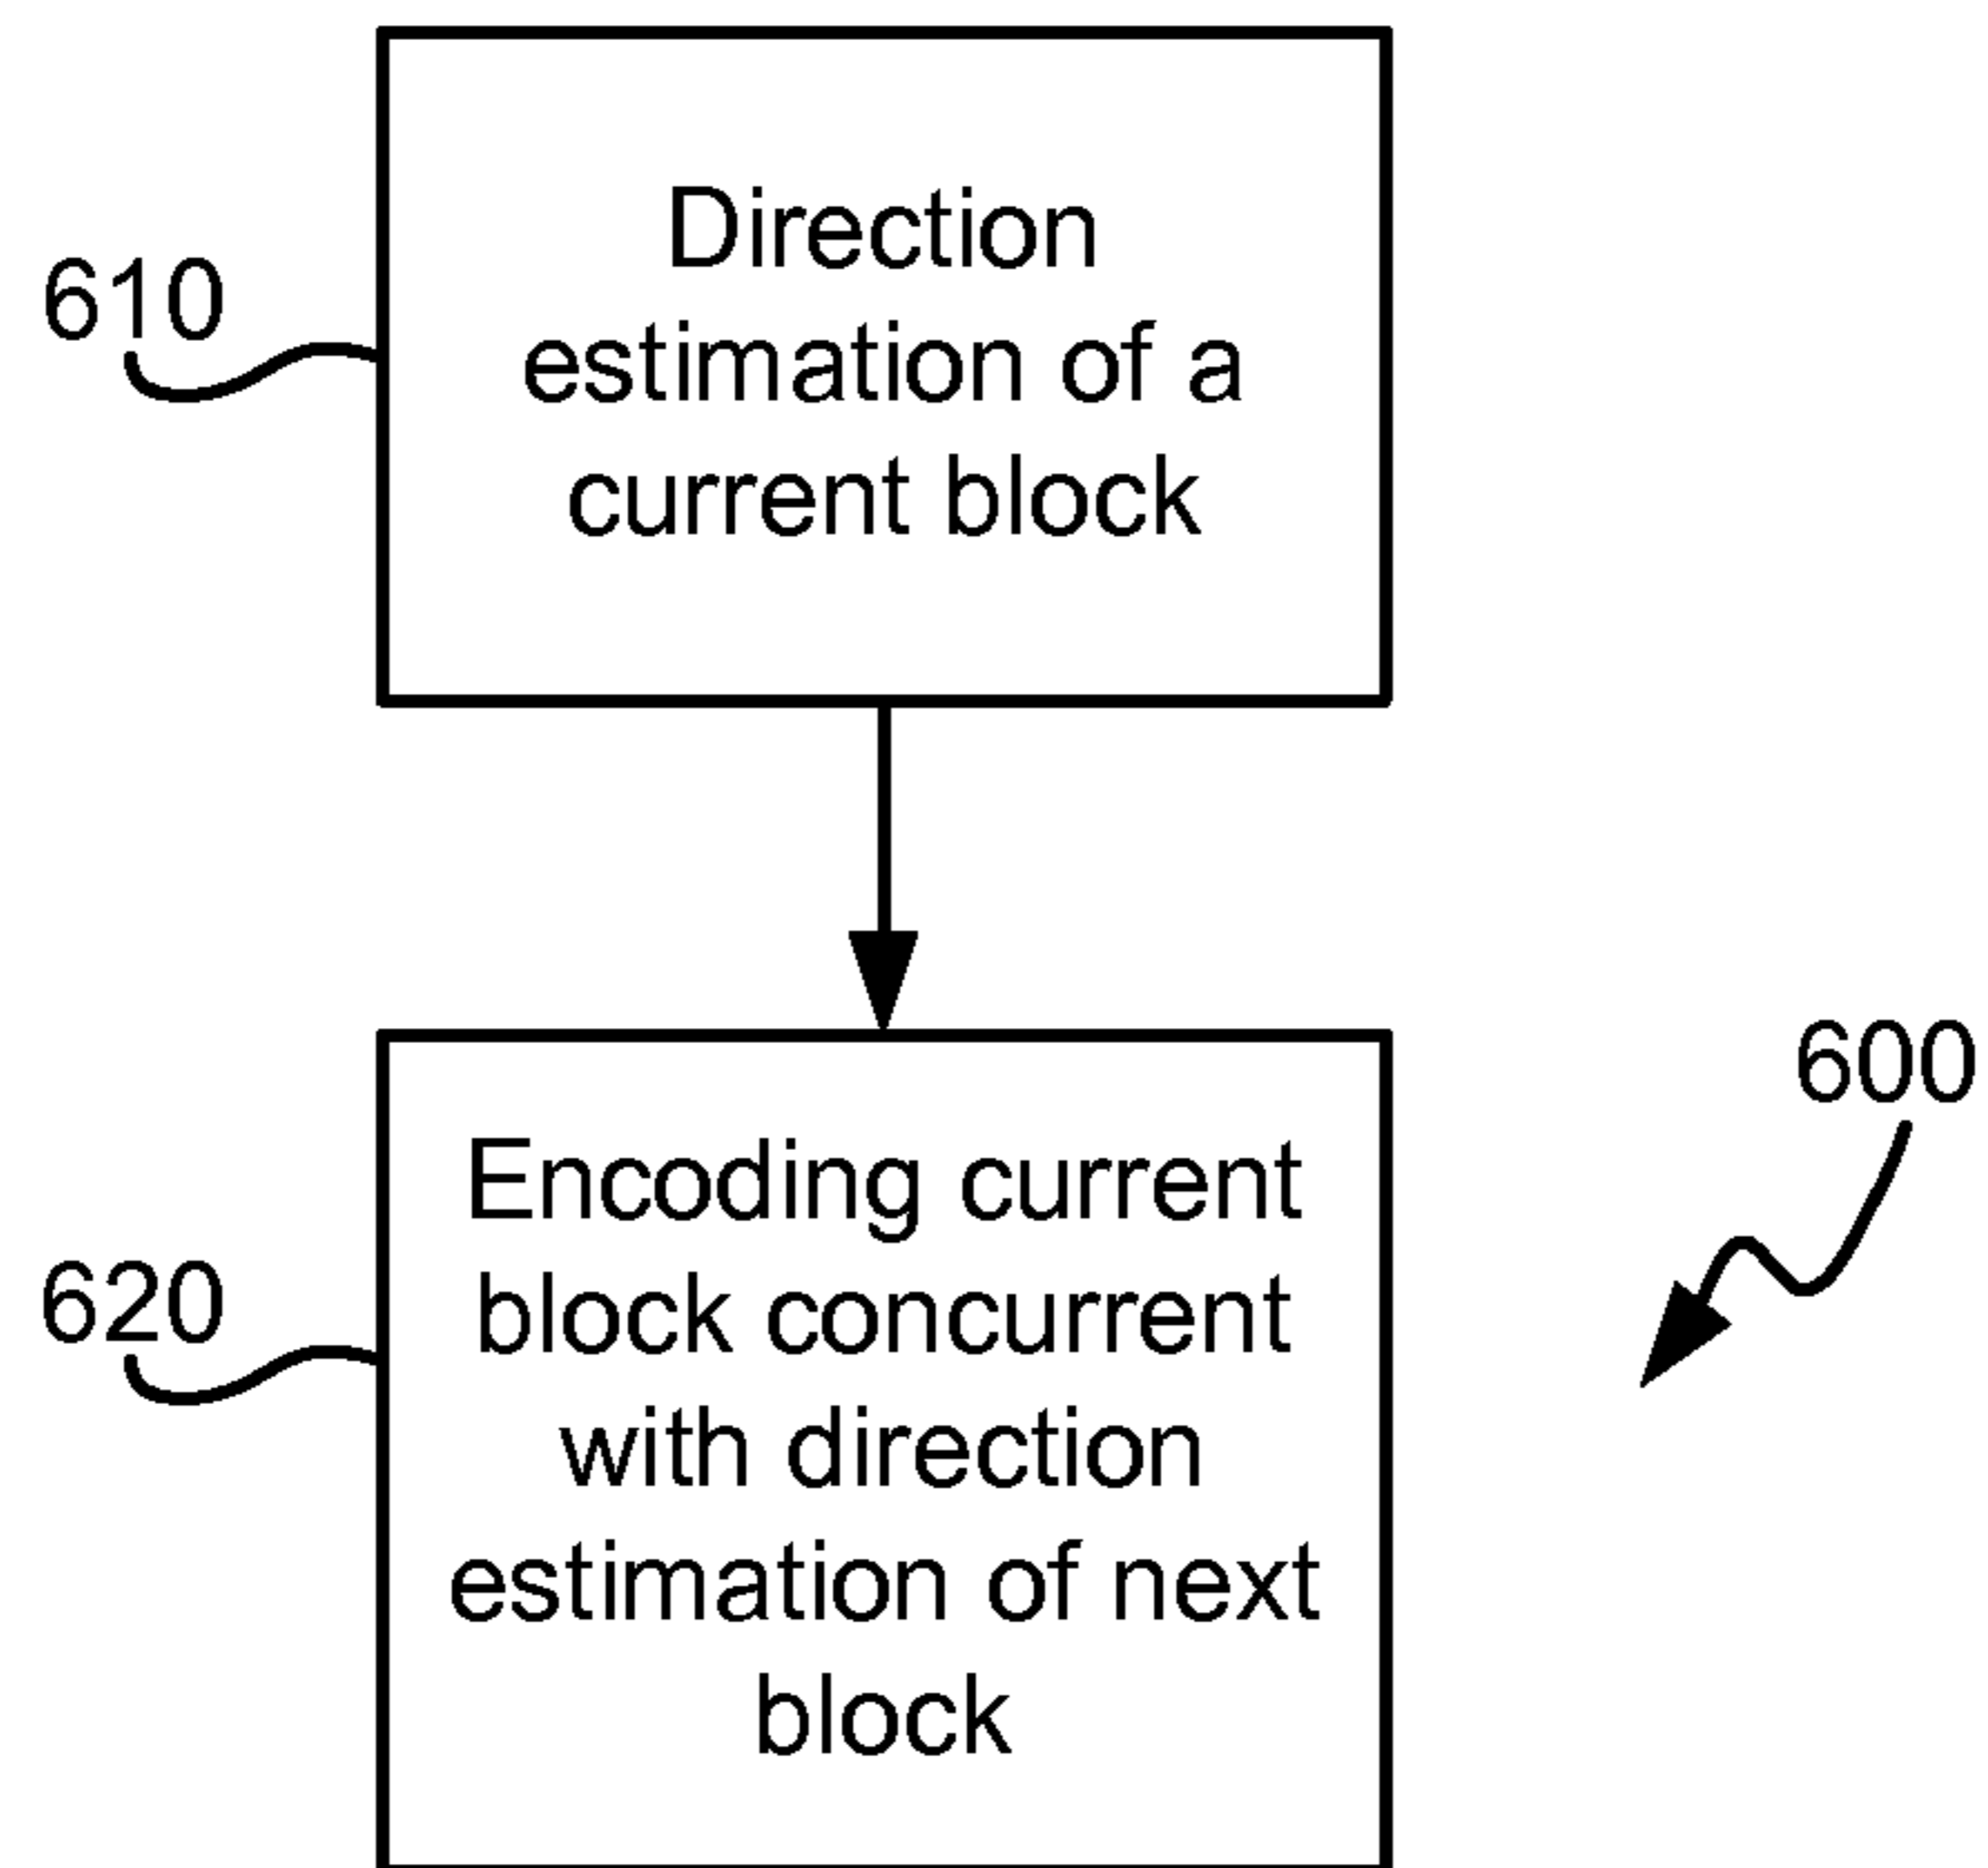 610
Direction
estimation of a
current block
600
620
Encoding current
block concurrent
with direction
estimation of next
block